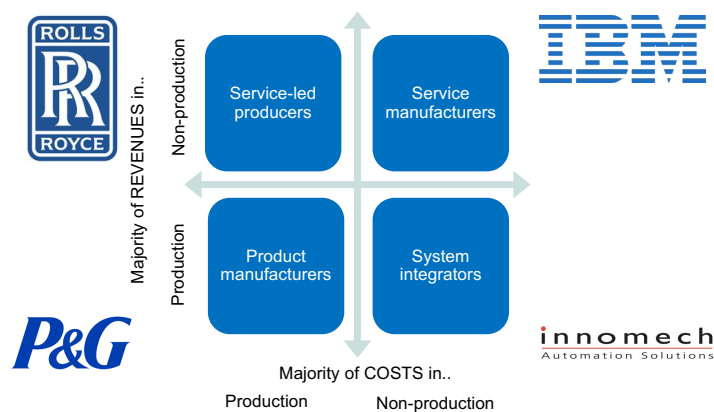 ROLLS
RR
ROYCE
IBM
Majority of REVENUES in..
Non-production
Production
Service-led
producers
Service
manufacturers
Product
manufacturers
System
integrators
P&G
innomech
Automation Solutions
Majority of COSTS in..
Production
Non-production